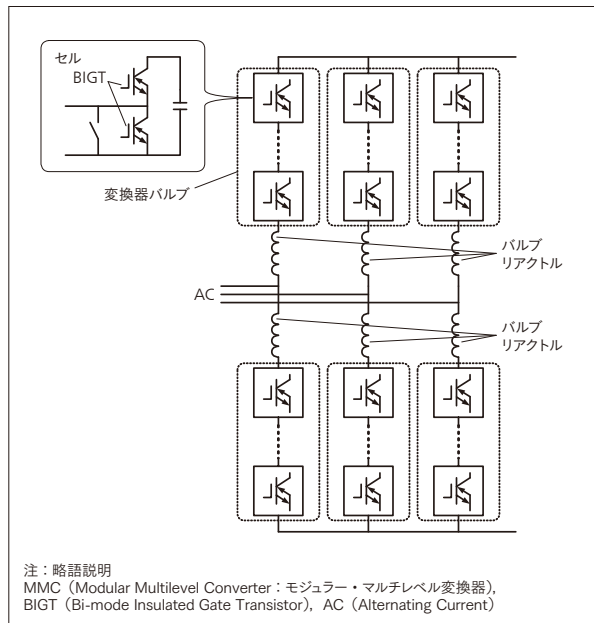 セル
BIGT
変換器バルブ
バルブ
リアクトル
AC
バルブ
リアクトル
注：略語説明
MMC（Modular Multilevel Converter：モジュラー・マルチレベル変換器），
BIGT（Bi-mode Insulated Gate Transistor），AC（Alternating Current）